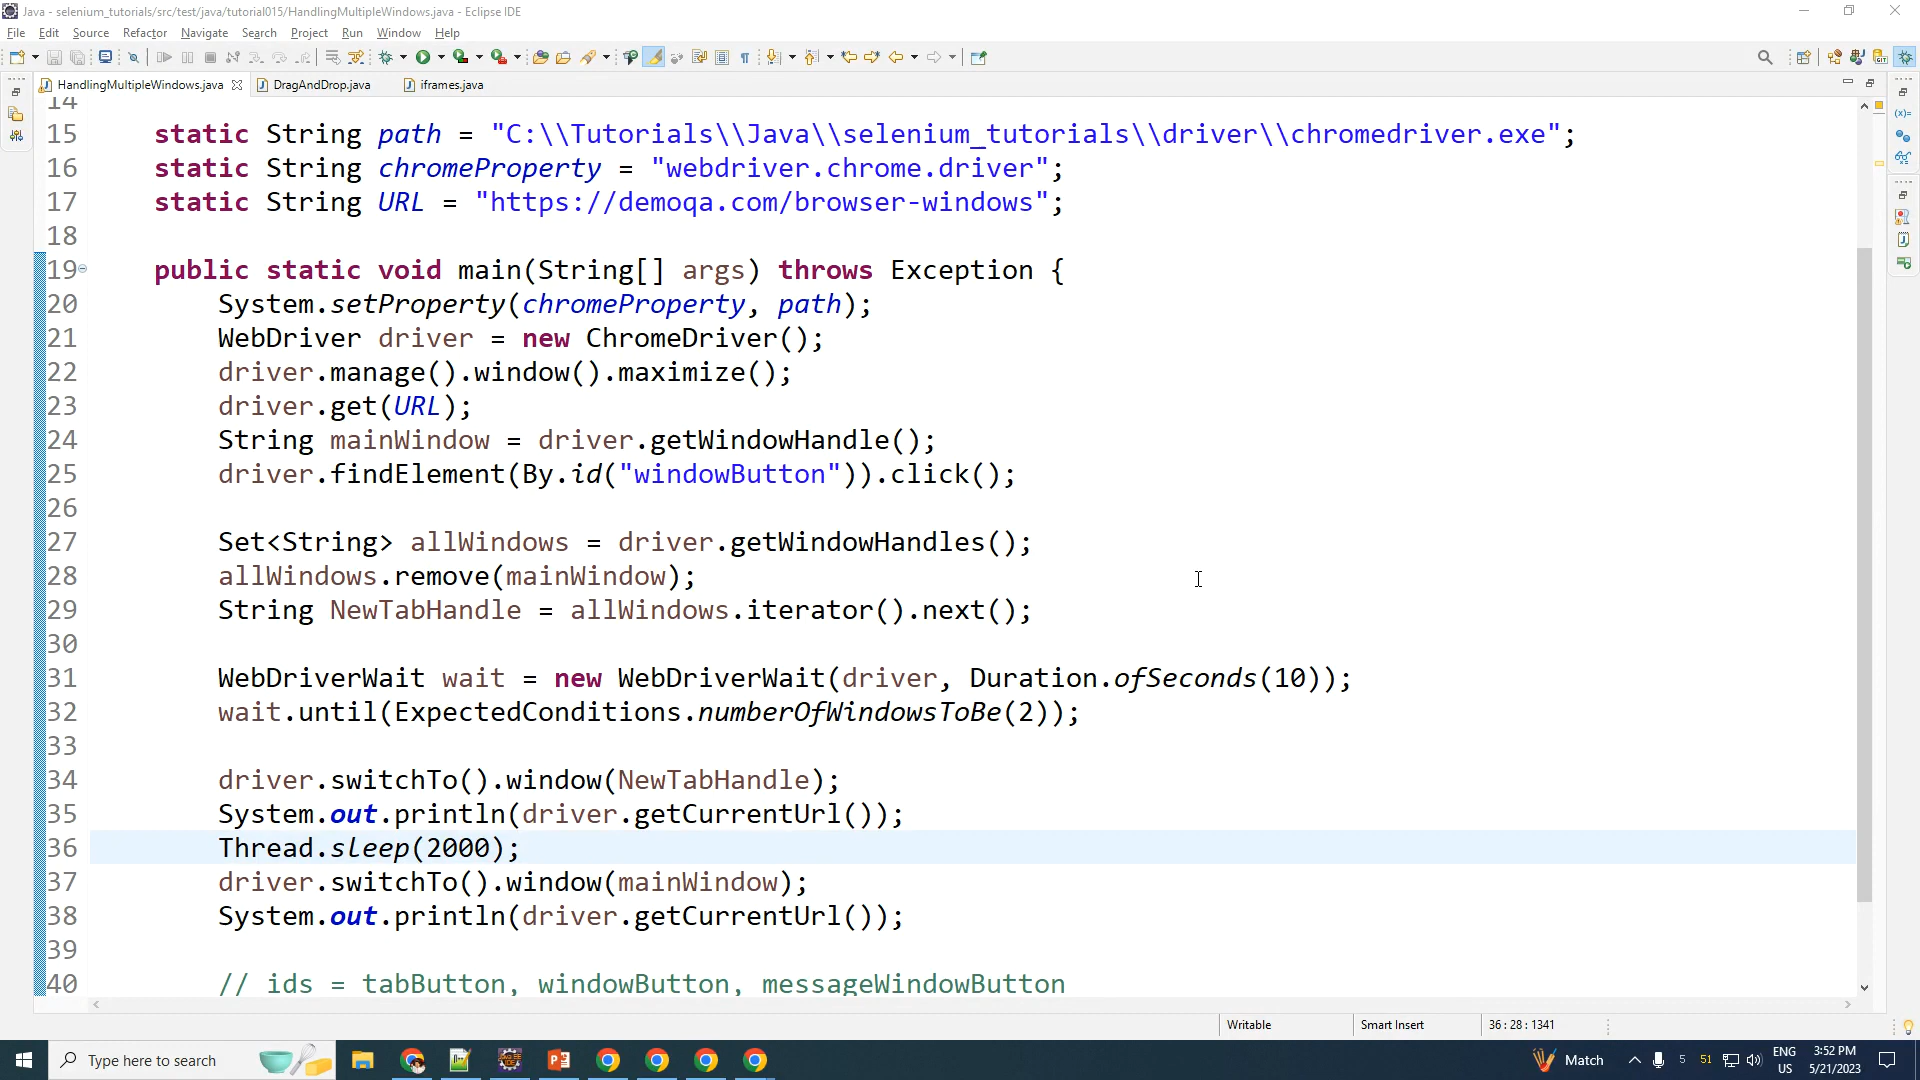 Java - selenium_tutorials/src/test/java/tutorial015/HandlingMultipleWindows.java - Eclipse IDE
File Edit Source Refactor Navigate Search Project Run Window Help
HandlingMultipleWindows.java DragAndDrop.java iframes.java
14
15 static String path = "C:\\Tutorials\\Java\\selenium_tutorials\\driver\\chromedriver.exe";
16 static String chromeProperty = "webdriver.chrome.driver";
17 static String URL = "https://demoqa.com/browser-windows";
18
19 public static void main(String[] args) throws Exception {
20 System.setProperty(chromeProperty, path);
21 WebDriver driver = new ChromeDriver();
22 driver.manage().window().maximize();
23 driver.get(URL);
24 String mainWindow = driver.getWindowHandle();
25 driver.findElement(By.id("windowButton")).click();
26
27 Set<String> allWindows = driver.getWindowHandles();
28 allWindows.remove(mainWindow);
29 String NewTabHandle = allWindows.iterator().next();
30
31 WebDriverWait wait = new WebDriverWait(driver, Duration.ofSeconds(10));
32 wait.until(ExpectedConditions.numberOfWindowsToBe(2));
33
34 driver.switchTo().window(NewTabHandle);
35 System.out.println(driver.getCurrentUrl());
36 Thread.sleep(2000);
37 driver.switchTo().window(mainWindow);
38 System.out.println(driver.getCurrentUrl());
39
40 // ids = tabButton, windowButton, messageWindowButton
Writable Smart Insert 36 : 28 : 1341
Type here to search Match 5 51 ENG US 3:52 PM 5/21/2023